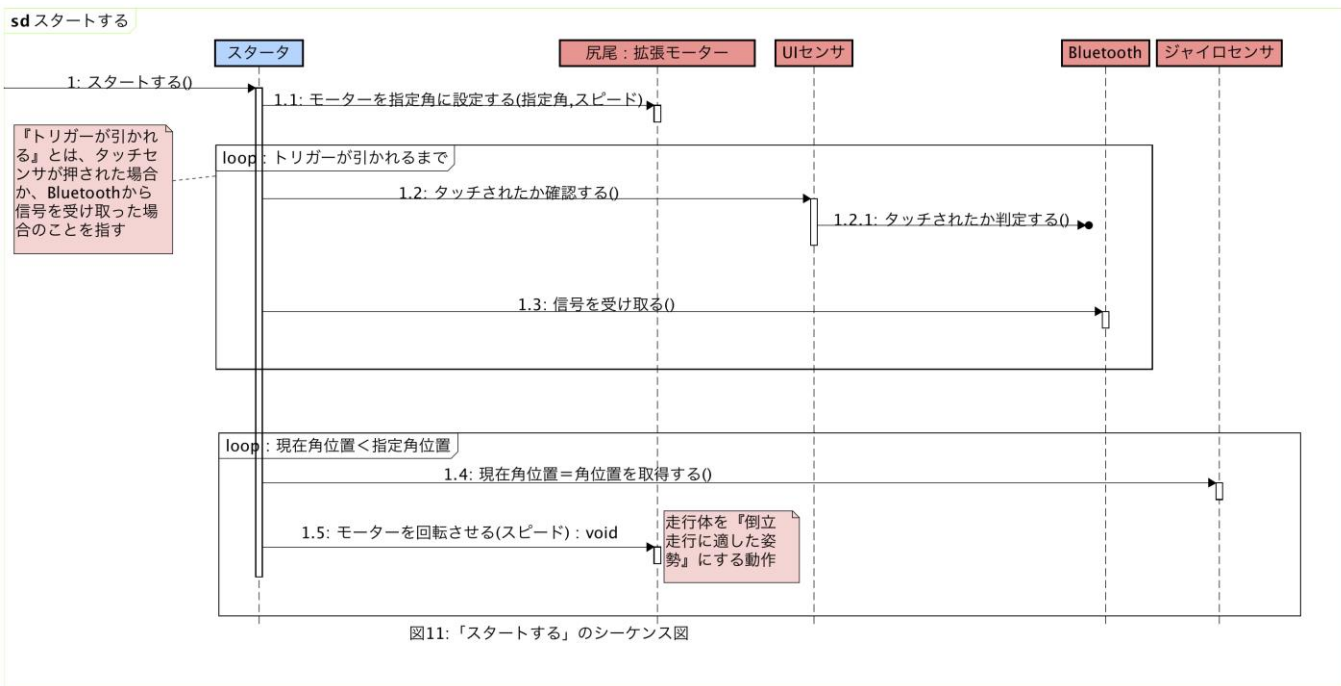 sd スタートする
スタータ
尻尾：拡張モーター
UIセンサ
Bluetooth
ジャイロセンサ
1: スタートする()
1.1: モーターを指定角に設定する(指定角,スピード)
『トリガーが引かれ
る』とは、タッチセ
ンサが押された場合
か、Bluetoothから
信号を受け取った場
合のことを指す
loop : トリガーが引かれるまで
1.2: タッチされたか確認する()
1.2.1: タッチされたか判定する()
1.3: 信号を受け取る()
loop : 現在角位置＜指定角位置
1.4: 現在角位置＝角位置を取得する()
1.5: モーターを回転させる(スピード) : void
走行体を『倒立
走行に適した姿
勢』にする動作
図11:「スタートする」のシーケンス図